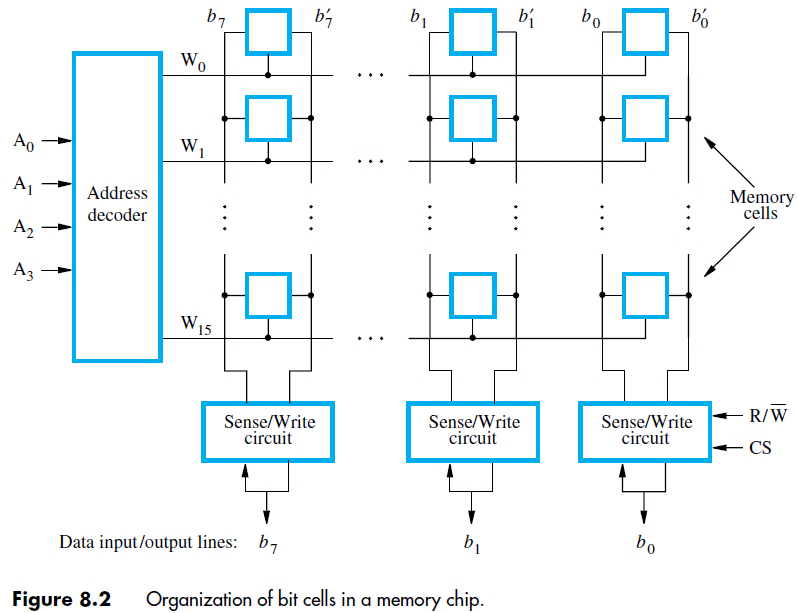 b7 b′7 b1 b′1 b0 b′0
W0
• • •
A0
W1
• • •
A1
Address
decoder
Memory
cells
A2
A3
W15
• • •
Sense/Write
circuit
Sense/Write
circuit
Sense/Write
circuit
R/W̅
CS
Data input/output lines: b7 b1 b0
Figure 8.2 Organization of bit cells in a memory chip.